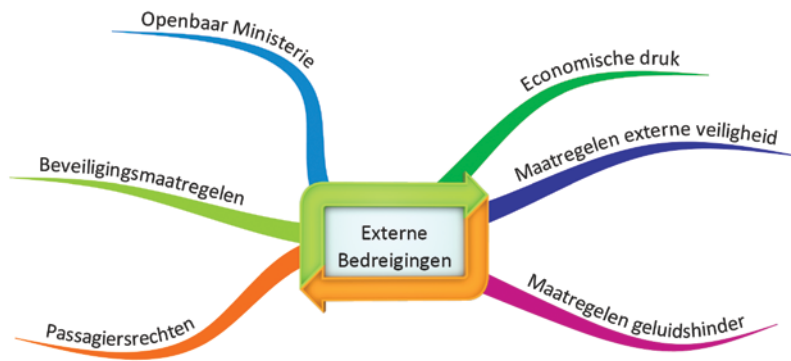 Openbaar Ministerie
Economische druk
Maatregelen externe veiligheid
Beveiligingsmaatregelen
Externe
Bedreigingen
Passagiersrechten
Maatregelen geluidshinder